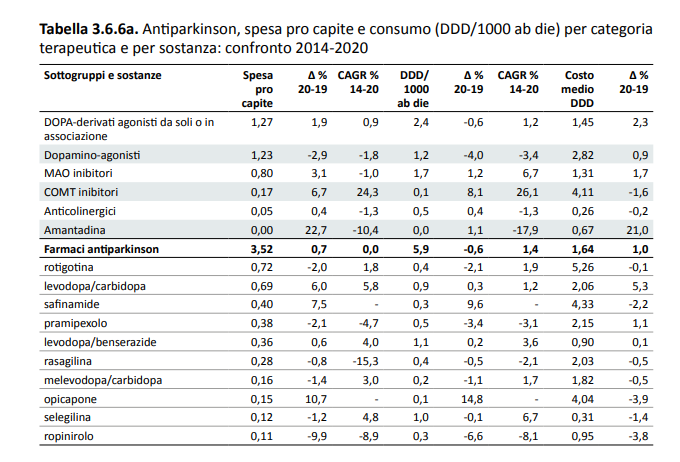 Tabella 3.6.6a. Antiparkinson, spesa pro capite e consumo (DDD/1000 ab die) per categoria
terapeutica e per sostanza: confronto 2014-2020
Sottogruppi e sostanze Spesa Δ % CAGR % DDD/ Δ % CAGR % Costo Δ %
pro 20-19 14-20 1000 20-19 14-20 medio 20-19
capite ab die DDD
DOPA-derivati agonisti da soli o in 1,27 1,9 0,9 2,4 -0,6 1,2 1,45 2,3
associazione
Dopamino-agonisti 1,23 -2,9 -1,8 1,2 -4,0 -3,4 2,82 0,9
MAO inibitori 0,80 3,1 -1,0 1,7 1,2 6,7 1,31 1,7
COMT inibitori 0,17 6,7 24,3 0,1 8,1 26,1 4,11 -1,6
Anticolinergici 0,05 0,4 -1,3 0,5 0,4 -1,3 0,26 -0,2
Amantadina 0,00 22,7 -10,4 0,0 1,1 -17,9 0,67 21,0
Farmaci antiparkinson 3,52 0,7 0,0 5,9 -0,6 1,4 1,64 1,0
rotigotina 0,72 -2,0 1,8 0,4 -2,1 1,9 5,26 -0,1
levodopa/carbidopa 0,69 6,0 5,8 0,9 0,3 1,2 2,06 5,3
safinamide 0,40 7,5 - 0,3 9,6 - 4,33 -2,2
pramipexolo 0,38 -2,1 -4,7 0,5 -3,4 -3,1 2,15 1,1
levodopa/benserazide 0,36 0,6 4,0 1,1 0,2 3,6 0,90 0,1
rasagilina 0,28 -0,8 -15,3 0,4 -0,5 -2,1 2,03 -0,5
melevodopa/carbidopa 0,16 -1,4 3,0 0,2 -1,1 1,7 1,82 -0,5
opicapone 0,15 10,7 - 0,1 14,8 - 4,04 -3,9
selegilina 0,12 -1,2 4,8 1,0 -0,1 6,7 0,31 -1,4
ropinirolo 0,11 -9,9 -8,9 0,3 -6,6 -8,1 0,95 -3,8